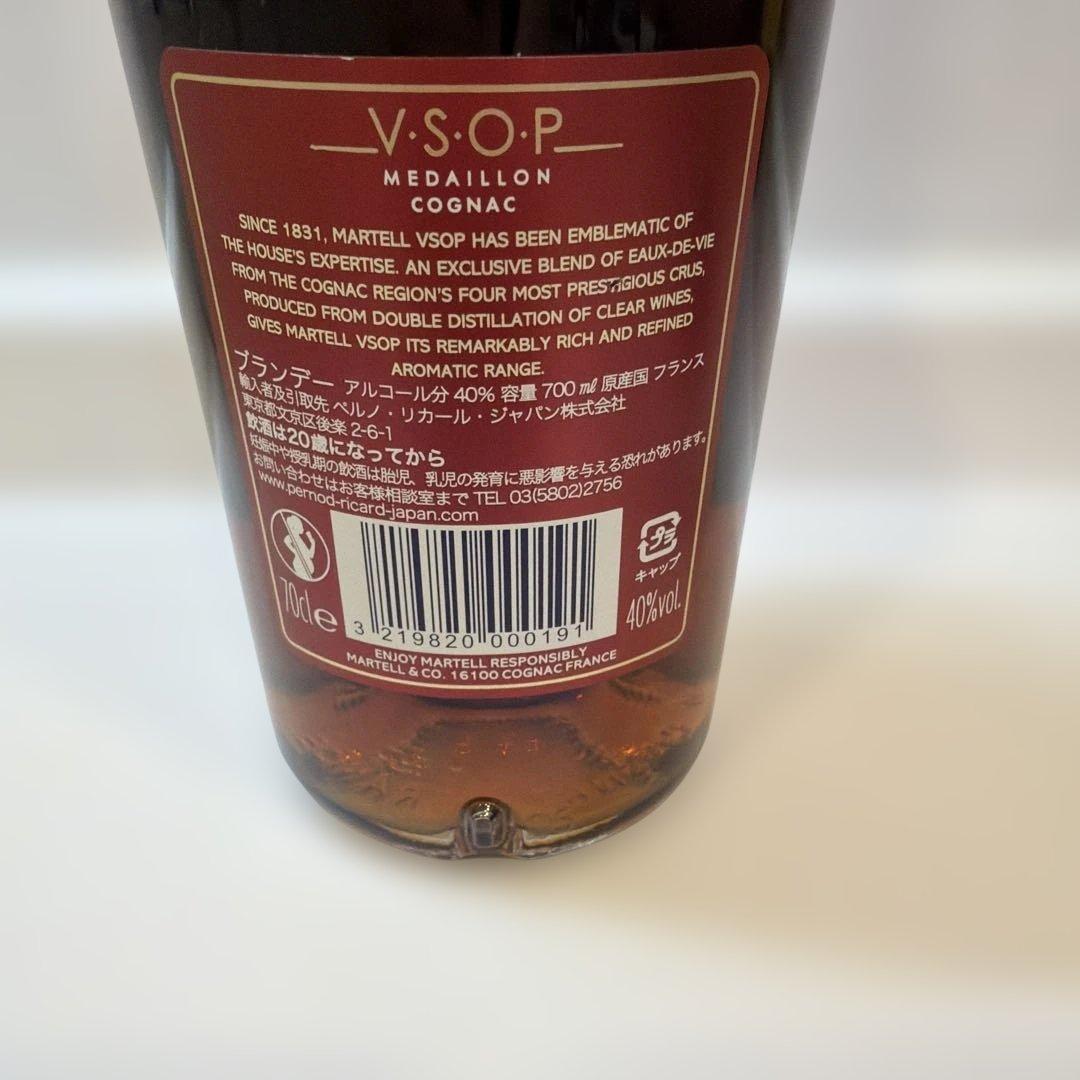 V·S·O·P
MEDAILLON
COGNAC
SINCE 1831, MARTELL VSOP HAS BEEN EMBLEMATIC OF
THE HOUSE'S EXPERTISE. AN EXCLUSIVE BLEND OF EAUX-DE-VIE
FROM THE COGNAC REGION'S FOUR MOST PRESTIGIOUS CRUS,
PRODUCED FROM DOUBLE DISTILLATION OF CLEAR WINES,
GIVES MARTELL VSOP ITS REMARKABLY RICH AND REFINED
AROMATIC RANGE.
ブランデー アルコール分 40% 容量 700㎖ 原産国 フランス
輸入者及引取先 ペルノ・リカール・ジャパン株式会社
東京都文京区後楽 2-6-1
飲酒は20歳になってから
妊娠中や授乳期の飲酒は胎児、乳児の発育に悪影響を与える恐れがあります。
お問い合わせはお客様相談室まで TEL 03(5802)2756
www.pernod-ricard-japan.com
プラ
キャップ
70cl e
40%vol.
3 219820 000191
ENJOY MARTELL RESPONSIBLY
MARTELL & CO. 16100 COGNAC FRANCE